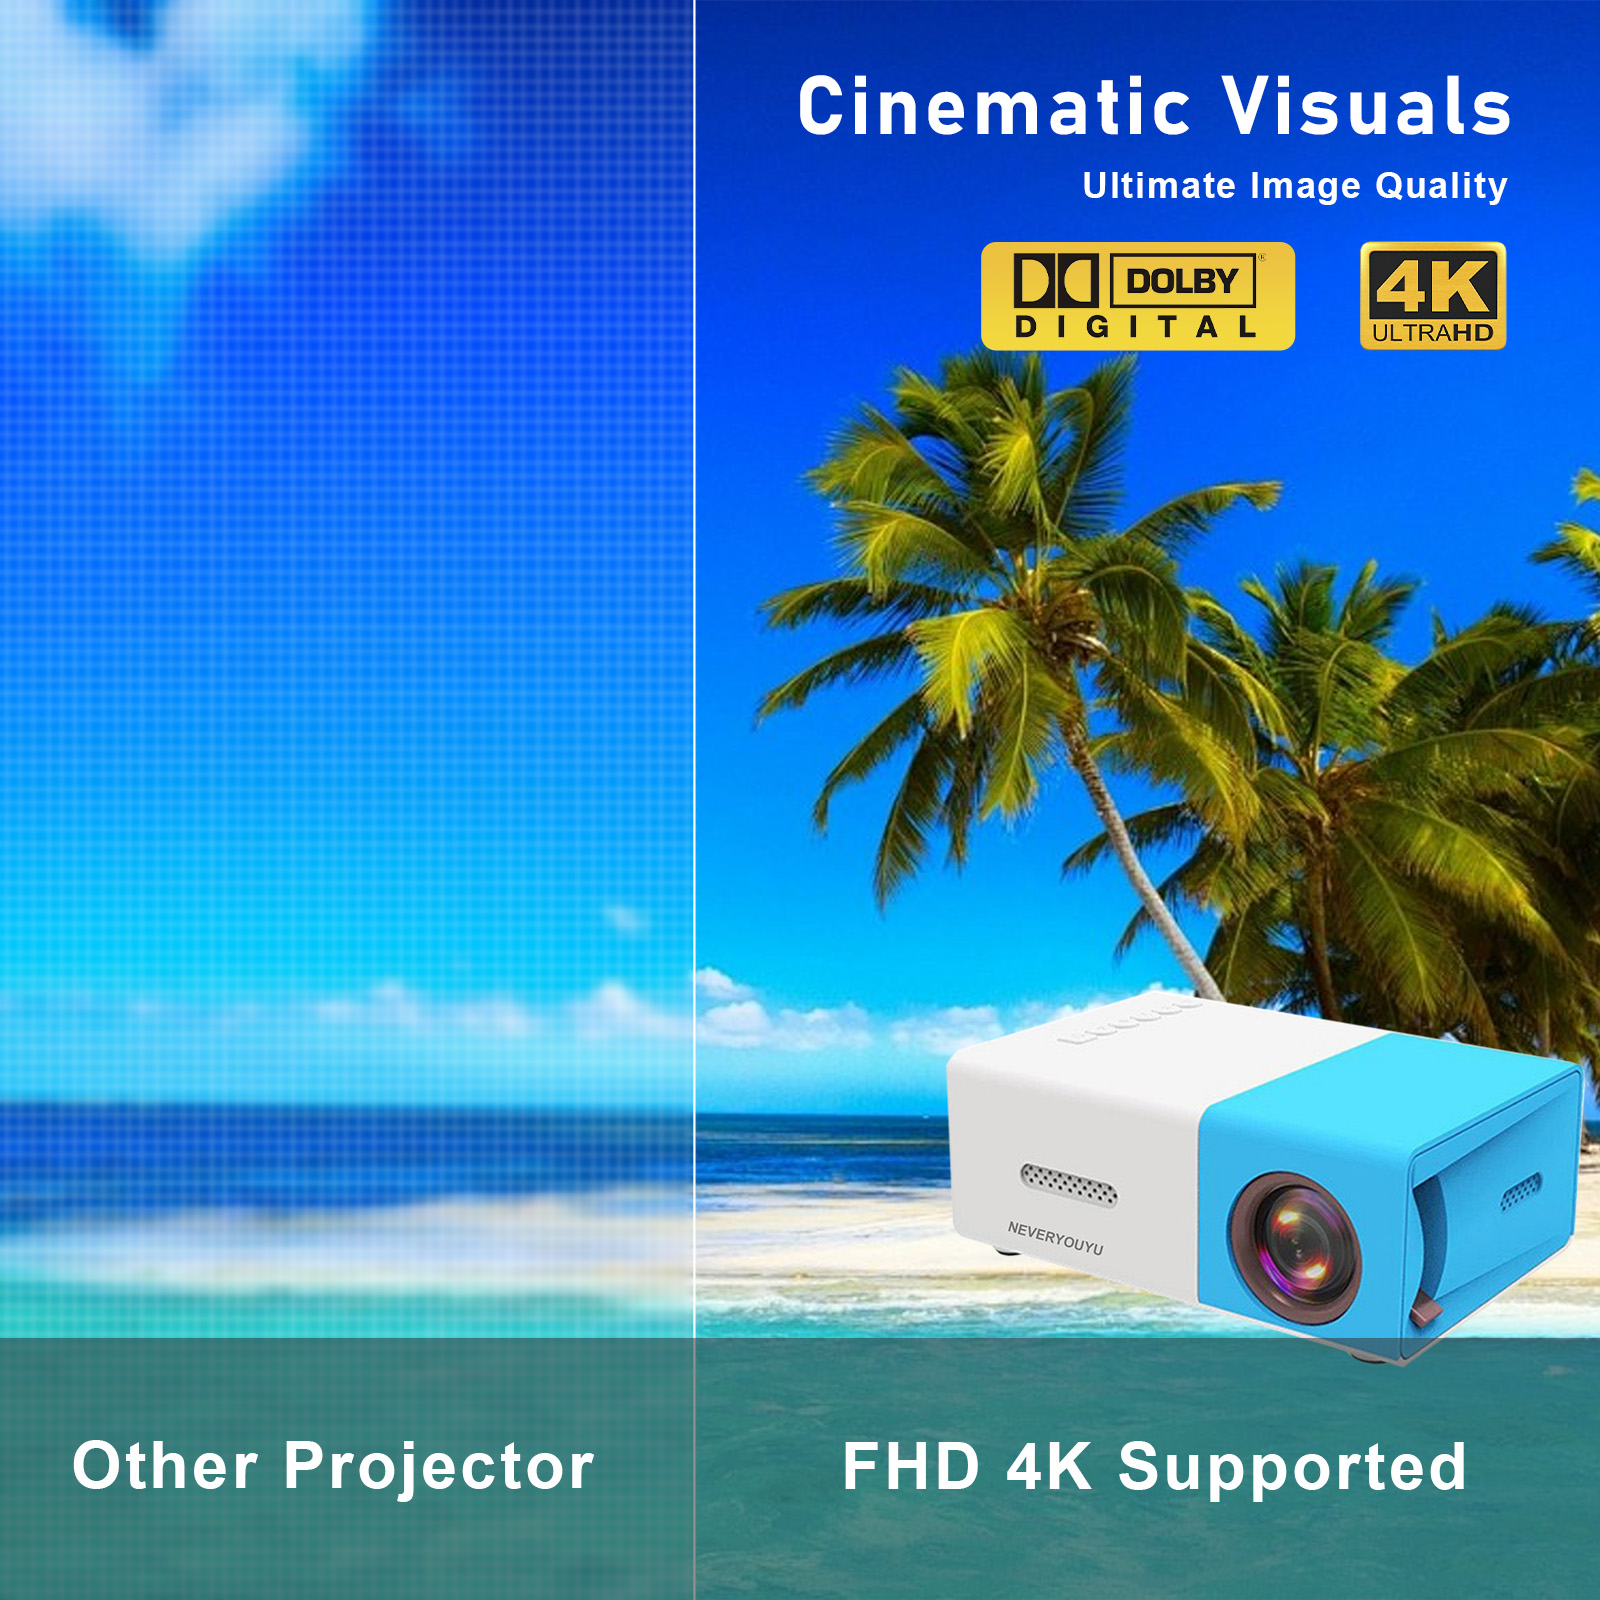 Cinematic Visuals
Ultimate Image Quality
DOLBY®
DIGITAL
4K
ULTRAHD
NEVERYOUYU
Other Projector
FHD 4K Supported